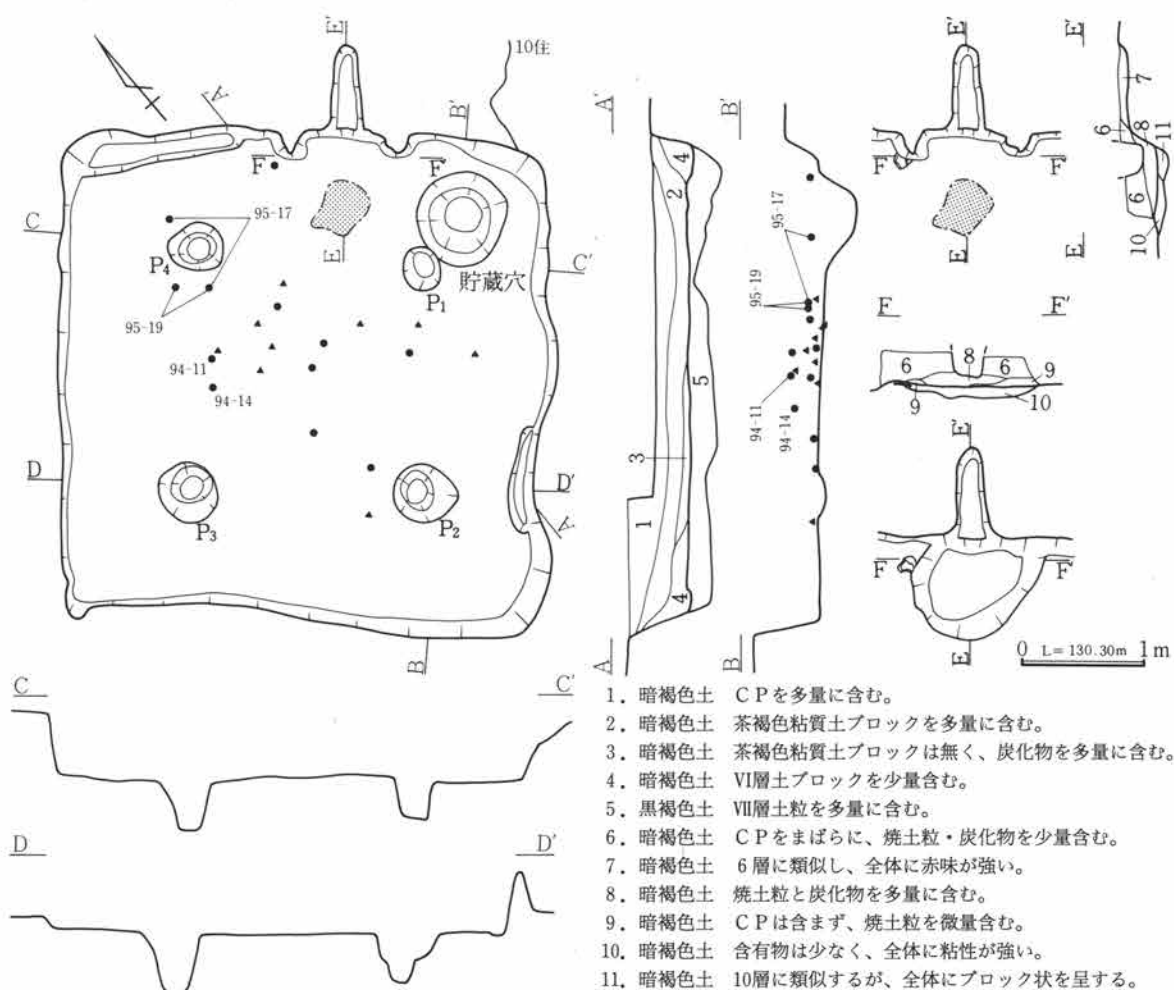 E′
10住
A′
B′
F
F′
95-17
C
P₄
E
貯蔵穴
C′
P₁
95-19
94-11
94-14
D
D′
P₃
P₂
A
B
A′
B′
4
2
95-17
95-19
5
3
94-11
94-14
1
4
A
B
E′
E′
E′
7
6
8
11
F
F′
6
10
E
E
F
F′
6
8
6
9
9
10
E′
F
F′
E
0 L=130.30m 1m
C
C′
D
D′
1. 暗褐色土 CPを多量に含む。
2. 暗褐色土 茶褐色粘質土ブロックを多量に含む。
3. 暗褐色土 茶褐色粘質土ブロックは無く、炭化物を多量に含む。
4. 暗褐色土 Ⅵ層土ブロックを少量含む。
5. 黒褐色土 Ⅶ層土粒を多量に含む。
6. 暗褐色土 CPをまばらに、焼土粒・炭化物を少量含む。
7. 暗褐色土 6層に類似し、全体に赤味が強い。
8. 暗褐色土 焼土粒と炭化物を多量に含む。
9. 暗褐色土 CPは含まず、焼土粒を微量含む。
10. 暗褐色土 含有物は少なく、全体に粘性が強い。
11. 暗褐色土 10層に類似するが、全体にブロック状を呈する。